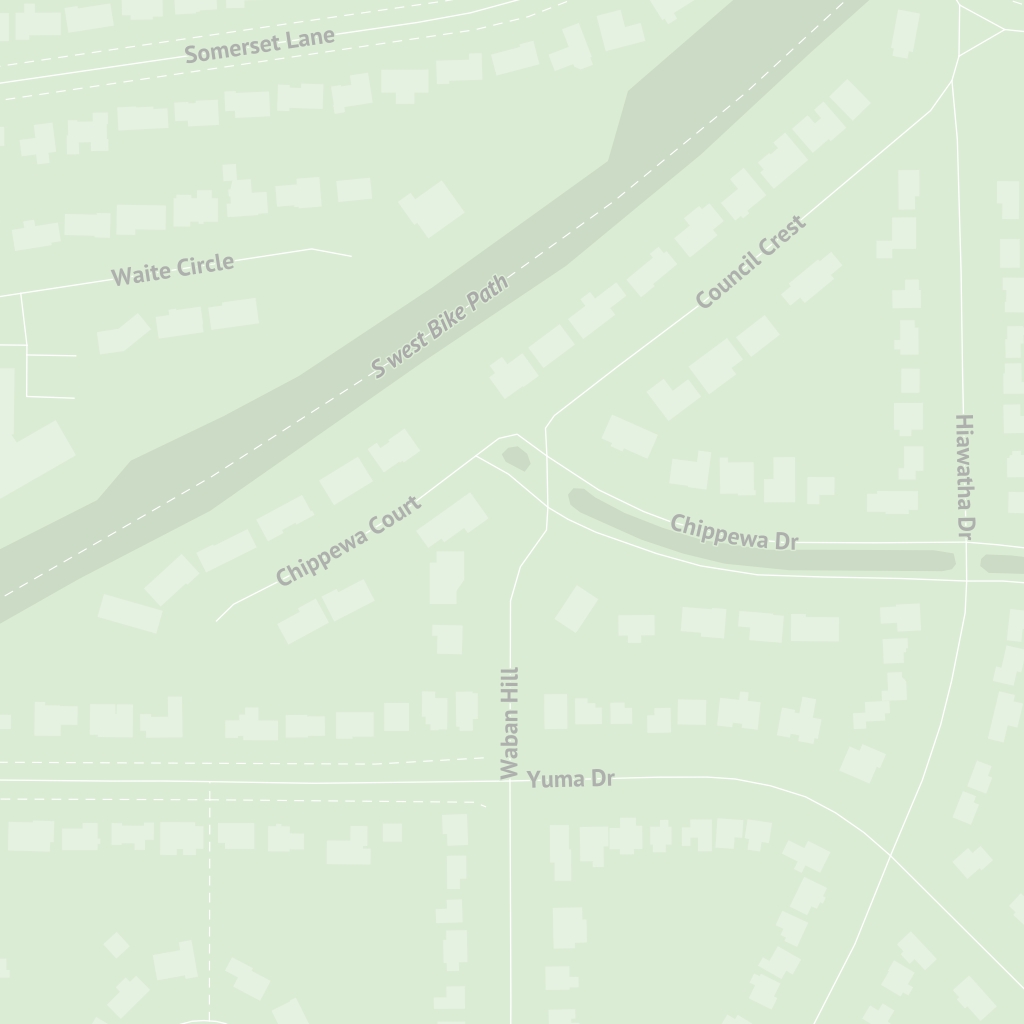 Somerset Lane
Waite Circle
S west Bike Path
Council Crest
Hiawatha Dr
Chippewa Court
Chippewa Dr
Waban Hill
Yuma Dr